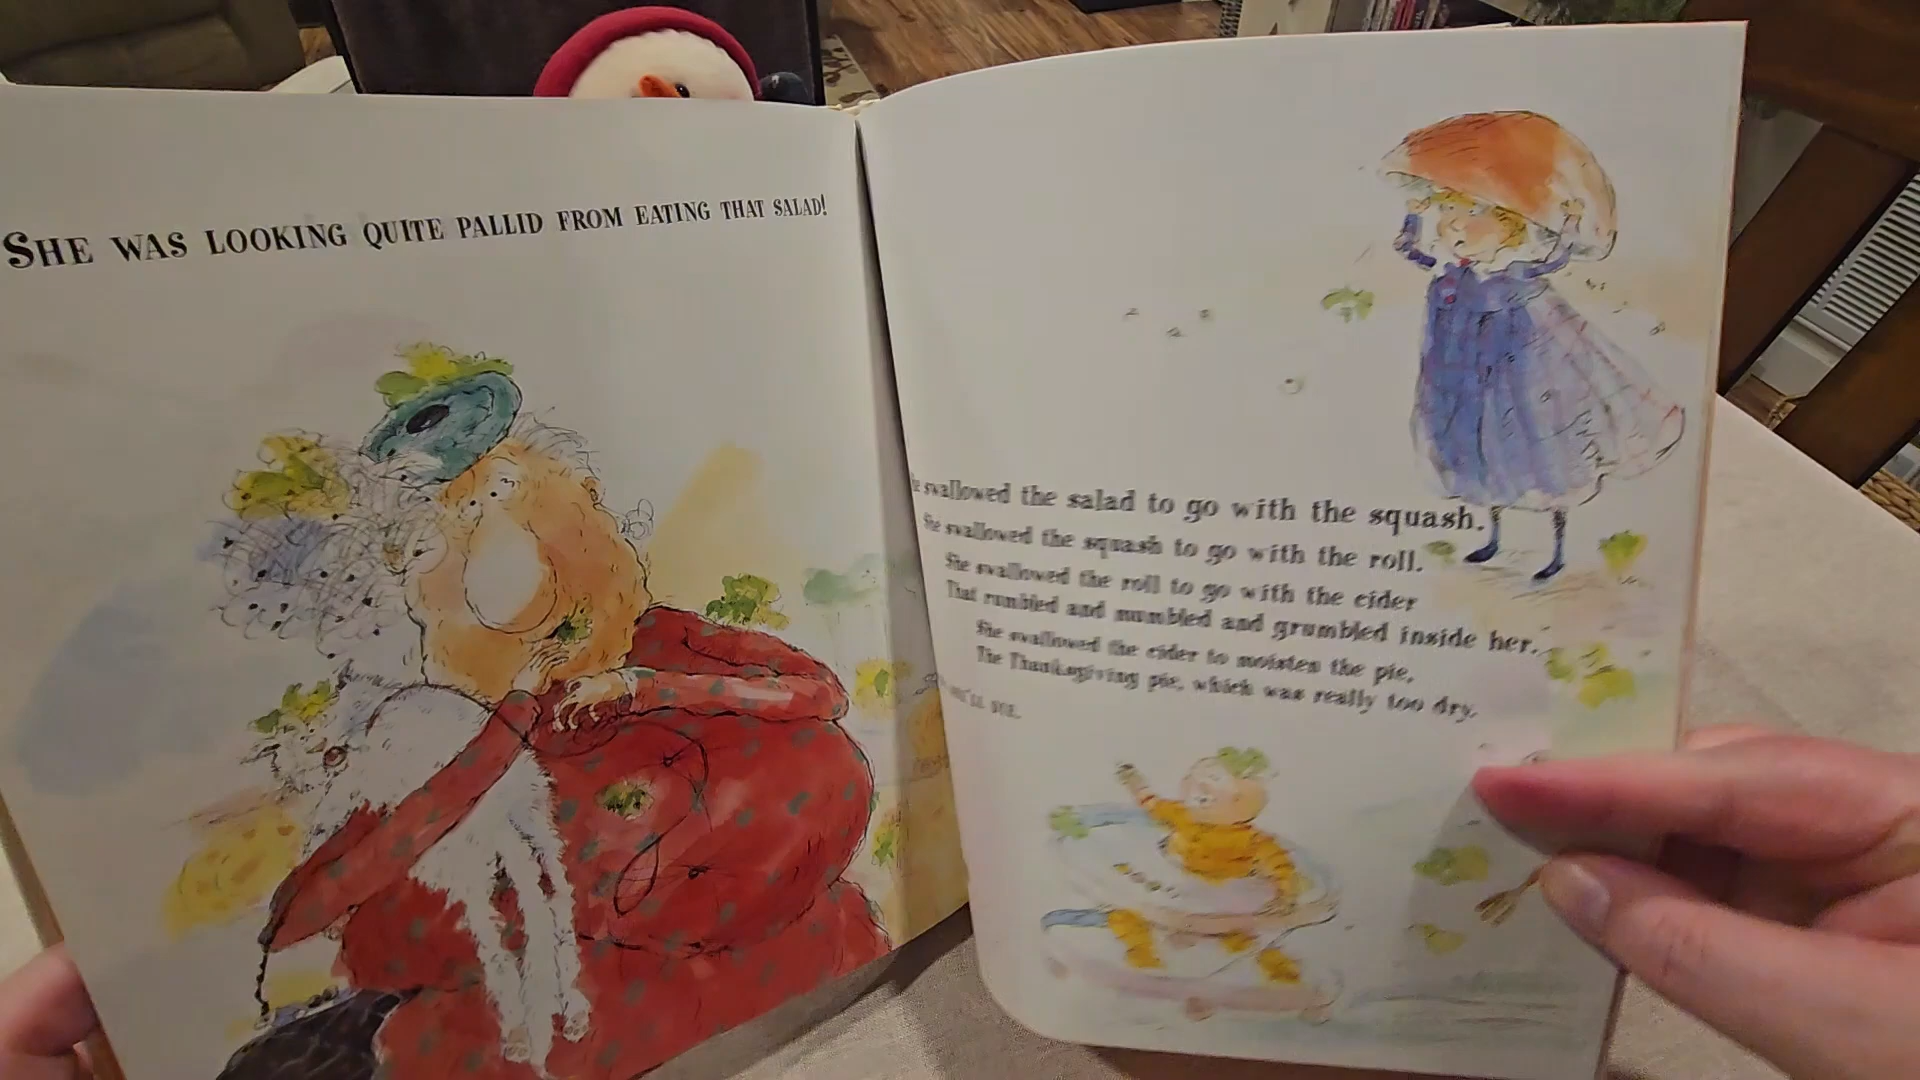 SHE WAS LOOKING QUITE PALLID FROM EATING THAT SALAD!
swallowed the salad to go with the squash.
She swallowed the squash to go with the roll.
She swallowed the roll to go with the cider
That rumbled and mumbled and grumbled inside her.
She swallowed the cider to moisten the pie,
The Thanksgiving pie, which was really too dry.
DIE.